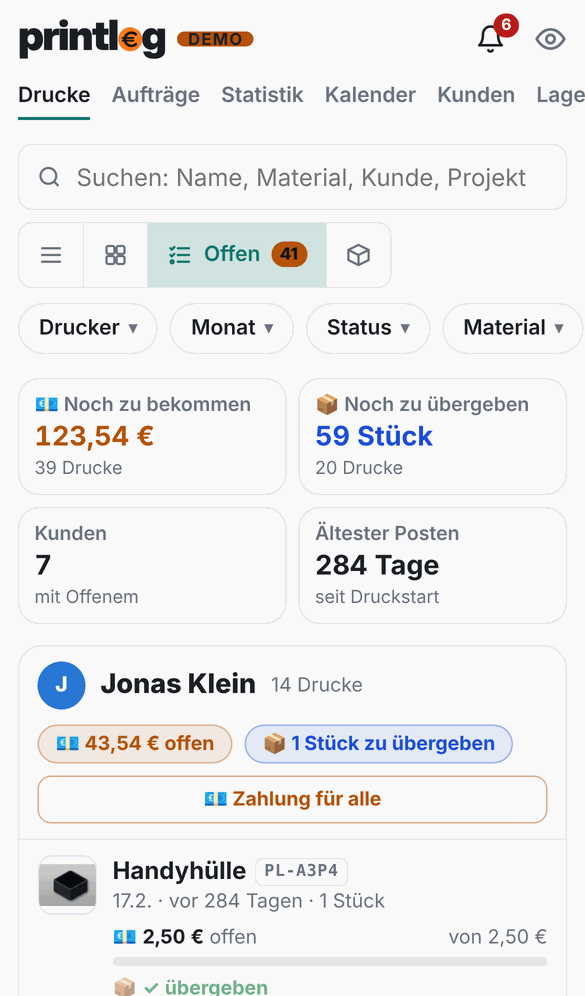 printl€g DEMO 6
Drucke Aufträge Statistik Kalender Kunden Lage
Suchen: Name, Material, Kunde, Projekt
Offen 41
Drucker ▾ Monat ▾ Status ▾ Material ▾
Noch zu bekommen
123,54 €
39 Drucke
Noch zu übergeben
59 Stück
20 Drucke
Kunden
7
mit Offenem
Ältester Posten
284 Tage
seit Druckstart
J Jonas Klein 14 Drucke
43,54 € offen
1 Stück zu übergeben
Zahlung für alle
Handyhülle PL-A3P4
17.2. · vor 284 Tagen · 1 Stück
2,50 € offen von 2,50 €
✓ übergeben